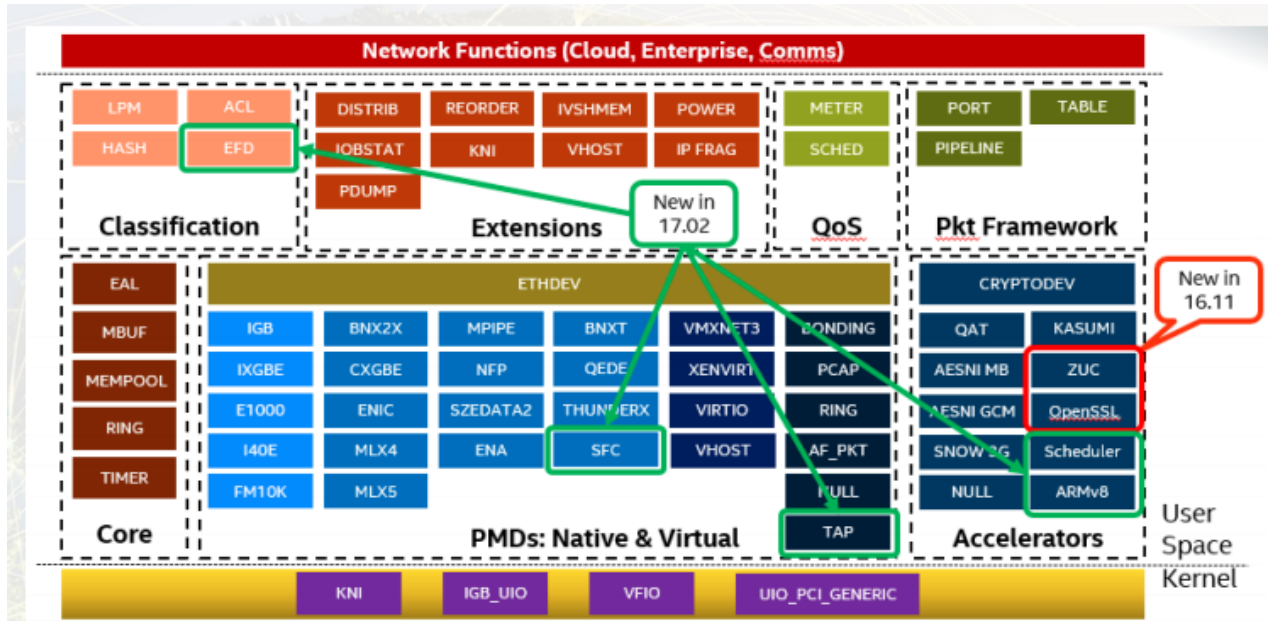 Network Functions (Cloud, Enterprise, Comms)
LPM ACL
HASH EFD
Classification
DISTRIB REORDER IVSHMEM POWER
IOBSTAT KNI VHOST IP FRAG
PDUMP
Extensions
New in
17.02
METER
SCHED
QoS
PORT TABLE
PIPELINE
Pkt Framework
EAL
MBUF
MEMPOOL
RING
TIMER
Core
ETHDEV
IGB BNX2X MPIPE BNXT VMXNET3 BONDING
IXGBE CXGBE NFP QEDE XENVIRT PCAP
E1000 ENIC SZEDATA2 THUNDERX VIRTIO RING
I40E MLX4 ENA SFC VHOST AF_PKT
FM10K MLX5 NULL
TAP
PMDs: Native & Virtual
CRYPTODEV
QAT KASUMI
AESNI MB ZUC
AESNI GCM OpenSSL
SNOW 3G Scheduler
NULL ARMv8
Accelerators
New in
16.11
User
Space
Kernel
KNI IGB_UIO VFIO UIO_PCI_GENERIC